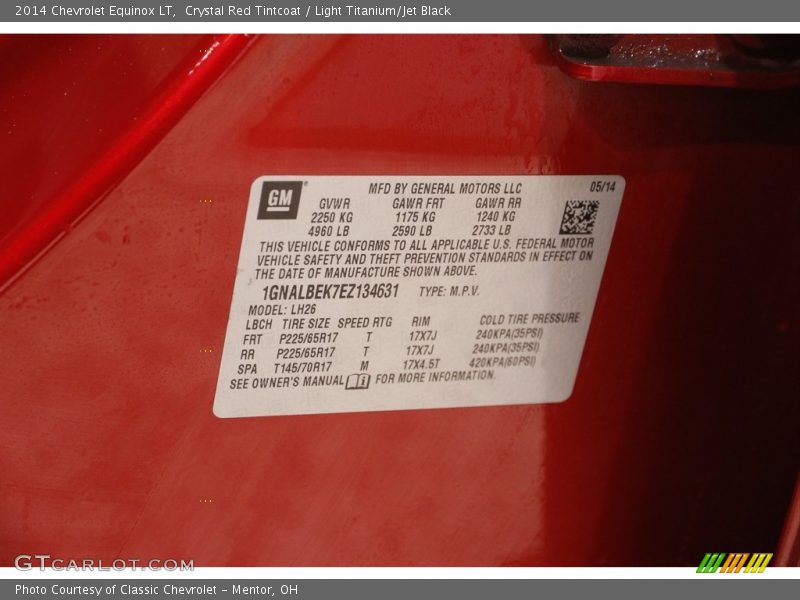 2014 Chevrolet Equinox LT, Crystal Red Tintcoat / Light Titanium/Jet Black
GM MFD BY GENERAL MOTORS LLC 05/14
GVWR GAWR FRT GAWR RR
2250 KG 1175 KG 1240 KG
4960 LB 2590 LB 2733 LB
THIS VEHICLE CONFORMS TO ALL APPLICABLE U.S. FEDERAL MOTOR
VEHICLE SAFETY AND THEFT PREVENTION STANDARDS IN EFFECT ON
THE DATE OF MANUFACTURE SHOWN ABOVE.
1GNALBEK7EZ134631 TYPE: M.P.V.
MODEL: LH26
LBCH TIRE SIZE SPEED RTG RIM COLD TIRE PRESSURE
FRT P225/65R17 T 17X7J 240KPA(35PSI)
RR P225/65R17 T 17X7J 240KPA(35PSI)
SPA T145/70R17 M 17X4.5T 420KPA(60PSI)
SEE OWNER'S MANUAL i FOR MORE INFORMATION.
GTCARLOT.COM
Photo Courtesy of Classic Chevrolet - Mentor, OH